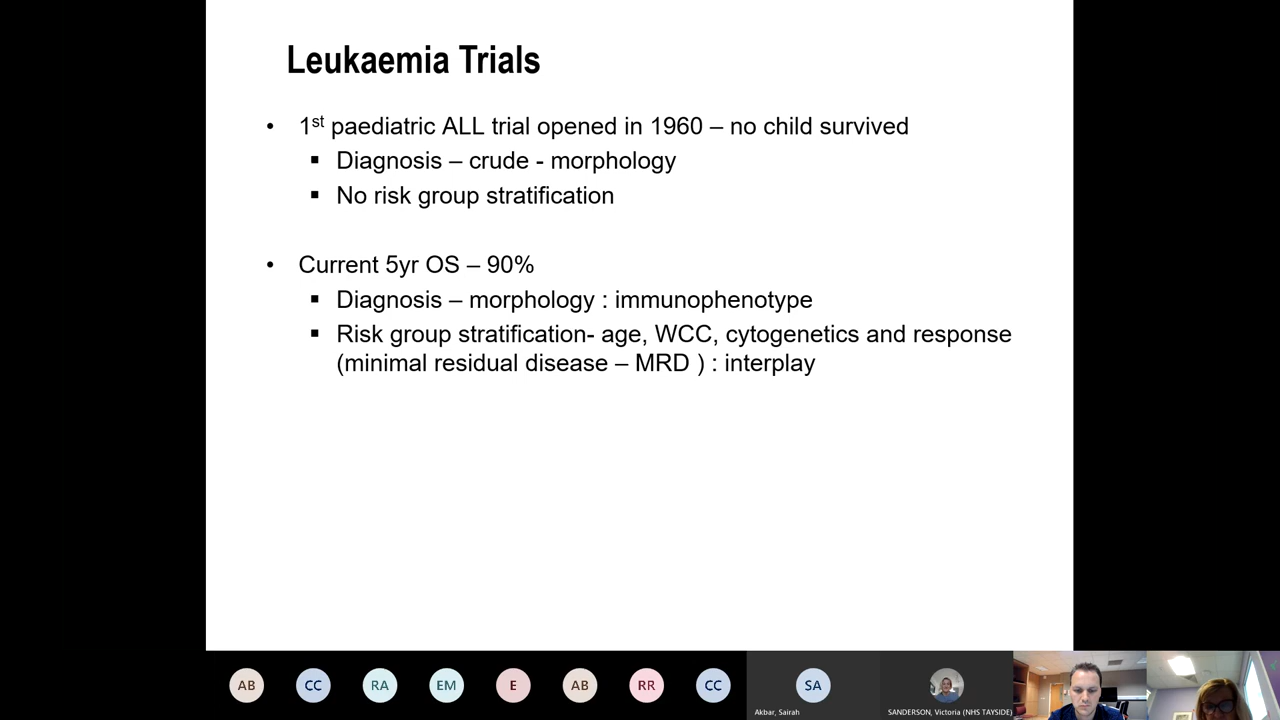 Leukaemia Trials
• 1st paediatric ALL trial opened in 1960 – no child survived
▪ Diagnosis – crude - morphology
▪ No risk group stratification
• Current 5yr OS – 90%
▪ Diagnosis – morphology : immunophenotype
▪ Risk group stratification- age, WCC, cytogenetics and response
(minimal residual disease – MRD ) : interplay
AB CC RA EM E AB RR CC SA
Akbar, Sairah
SANDERSON, Victoria (NHS TAYSIDE)